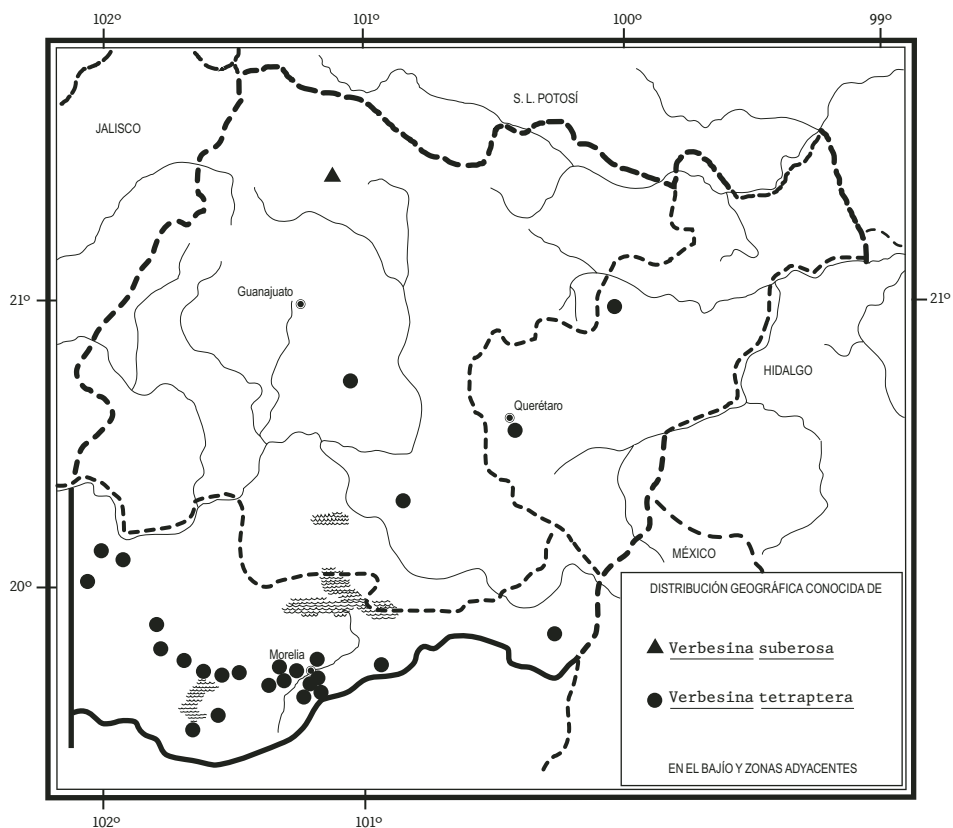 102º
101º
100º
99º
S. L. POTOSÍ
JALISCO
Guanajuato
21º
21º
HIDALGO
Querétaro
MÉXICO
20º
DISTRIBUCIÓN GEOGRÁFICA CONOCIDA DE
Verbesina suberosa
Morelia
Verbesina tetraptera
EN EL BAJÍO Y ZONAS ADYACENTES
102º
101º